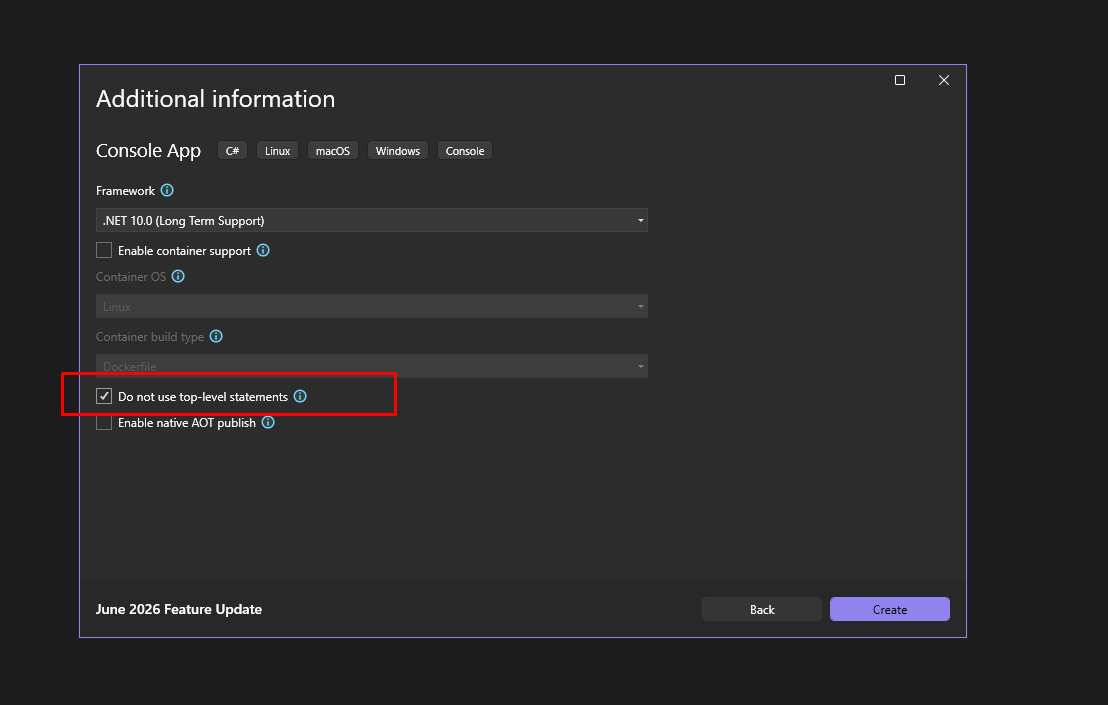 Additional information
Console App C# Linux macOS Windows Console
Framework
.NET 10.0 (Long Term Support)
Enable container support
Container OS
Linux
Container build type
Dockerfile
Do not use top-level statements
Enable native AOT publish
June 2026 Feature Update Back Create